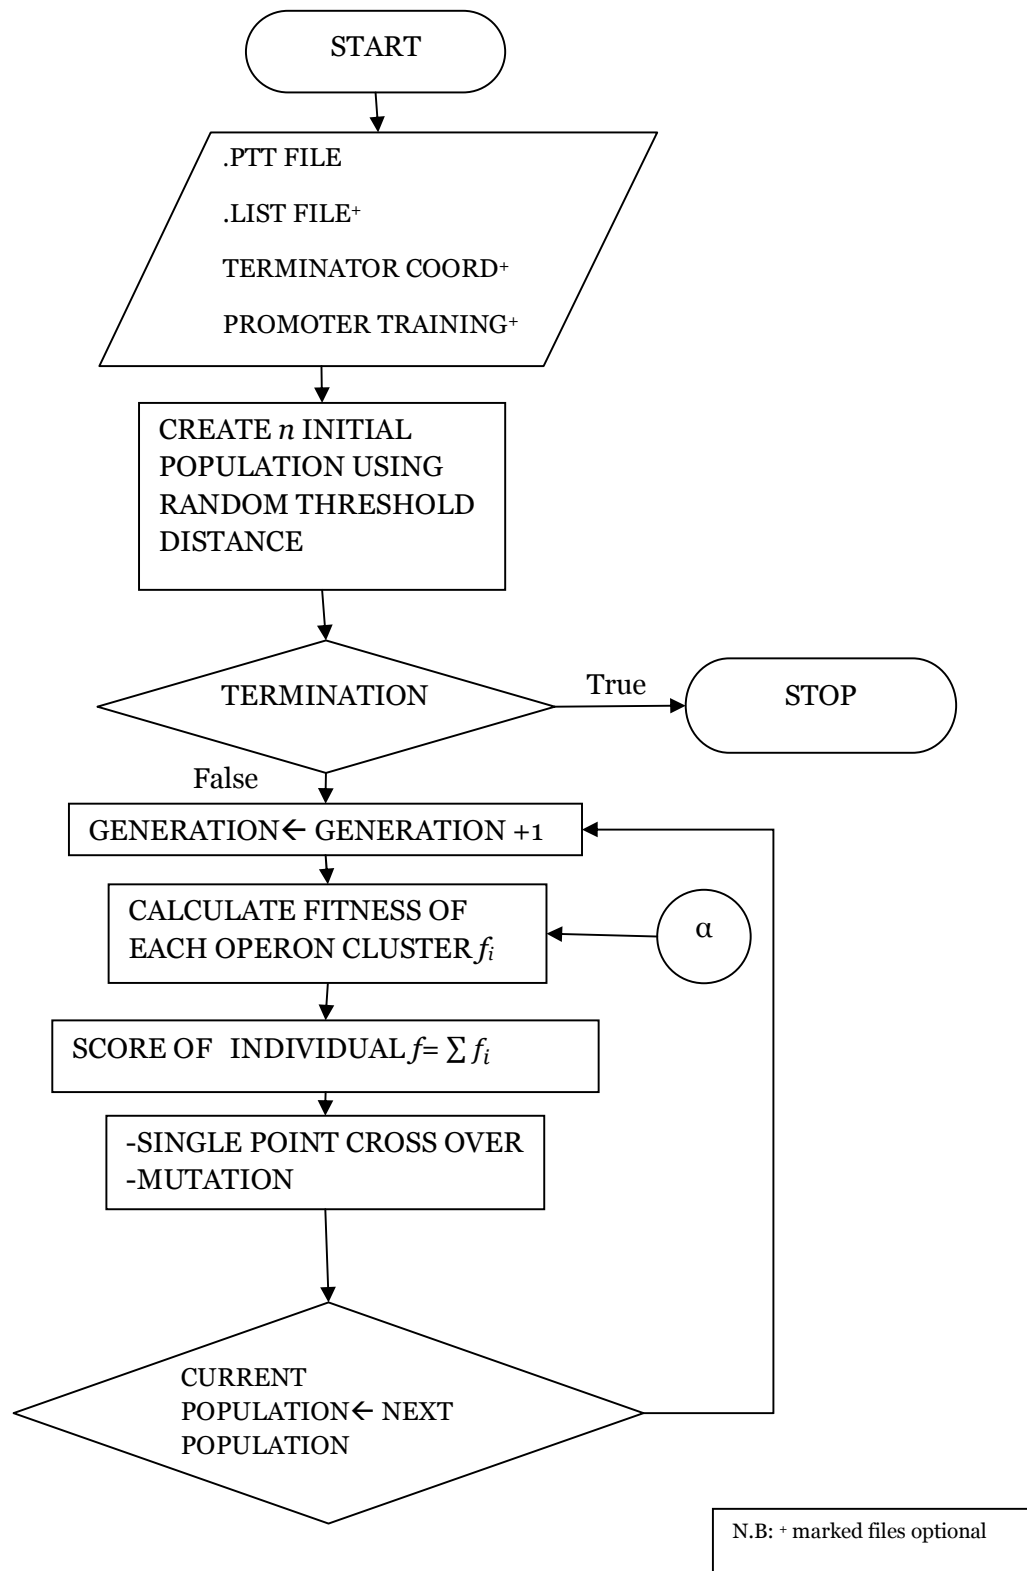 START
.PTT FILE
.LIST FILE⁺
TERMINATOR COORD⁺
PROMOTER TRAINING⁺
CREATE n INITIAL
POPULATION USING
RANDOM THRESHOLD
DISTANCE
TERMINATION
True
STOP
False
GENERATION← GENERATION +1
CALCULATE FITNESS OF
EACH OPERON CLUSTER fᵢ
α
SCORE OF INDIVIDUAL f= ∑ fᵢ
-SINGLE POINT CROSS OVER
-MUTATION
CURRENT
POPULATION← NEXT
POPULATION
N.B: ⁺ marked files optional